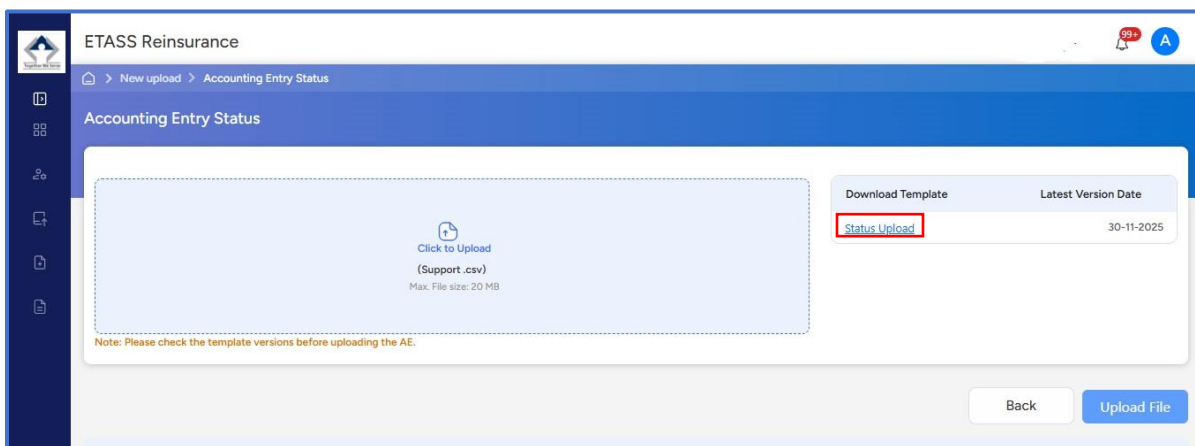 ETASS Reinsurance
99+
A
New upload > Accounting Entry Status
Accounting Entry Status
Click to Upload
(Support .csv)
Max. File size: 20 MB
Note: Please check the template versions before uploading the AE.
Download Template Latest Version Date
Status Upload 30-11-2025
Back Upload File